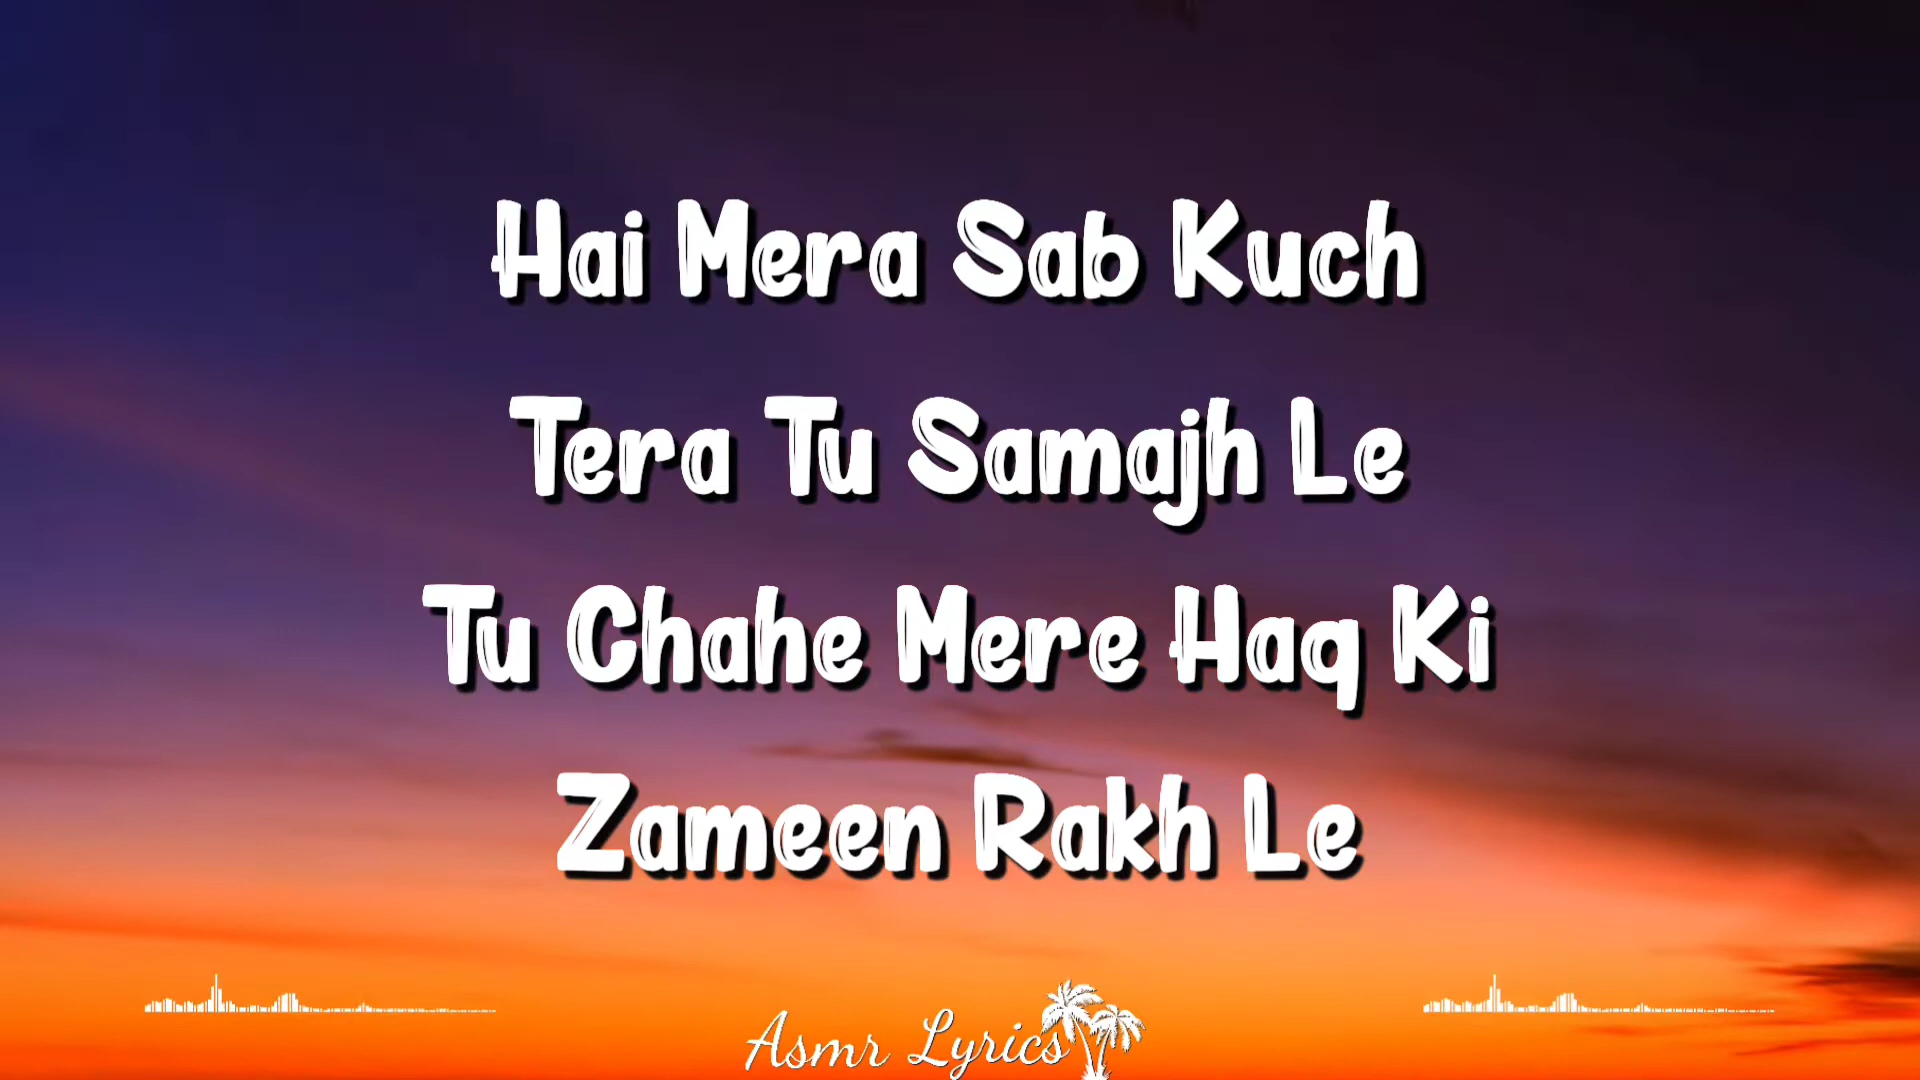 Hai Mera Sab Kuch
Tera Tu Samajh Le
Tu Chahe Mere Haq Ki
Zameen Rakh Le
Asmr Lyrics